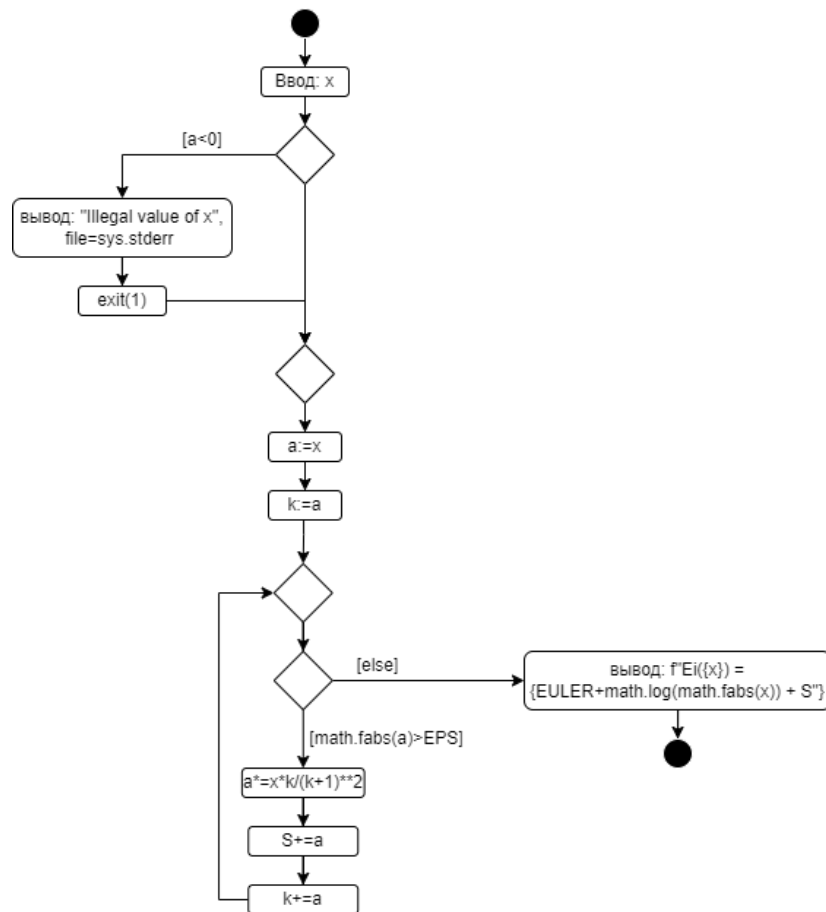 Ввод: x
[a<0]
вывод: "Illegal value of x",
file=sys.stderr
exit(1)
a:=x
k:=a
[else]
вывод: f"Ei({x}) =
{EULER+math.log(math.fabs(x)) + S"}
[math.fabs(a)>EPS]
a*=x*k/(k+1)**2
S+=a
k+=a